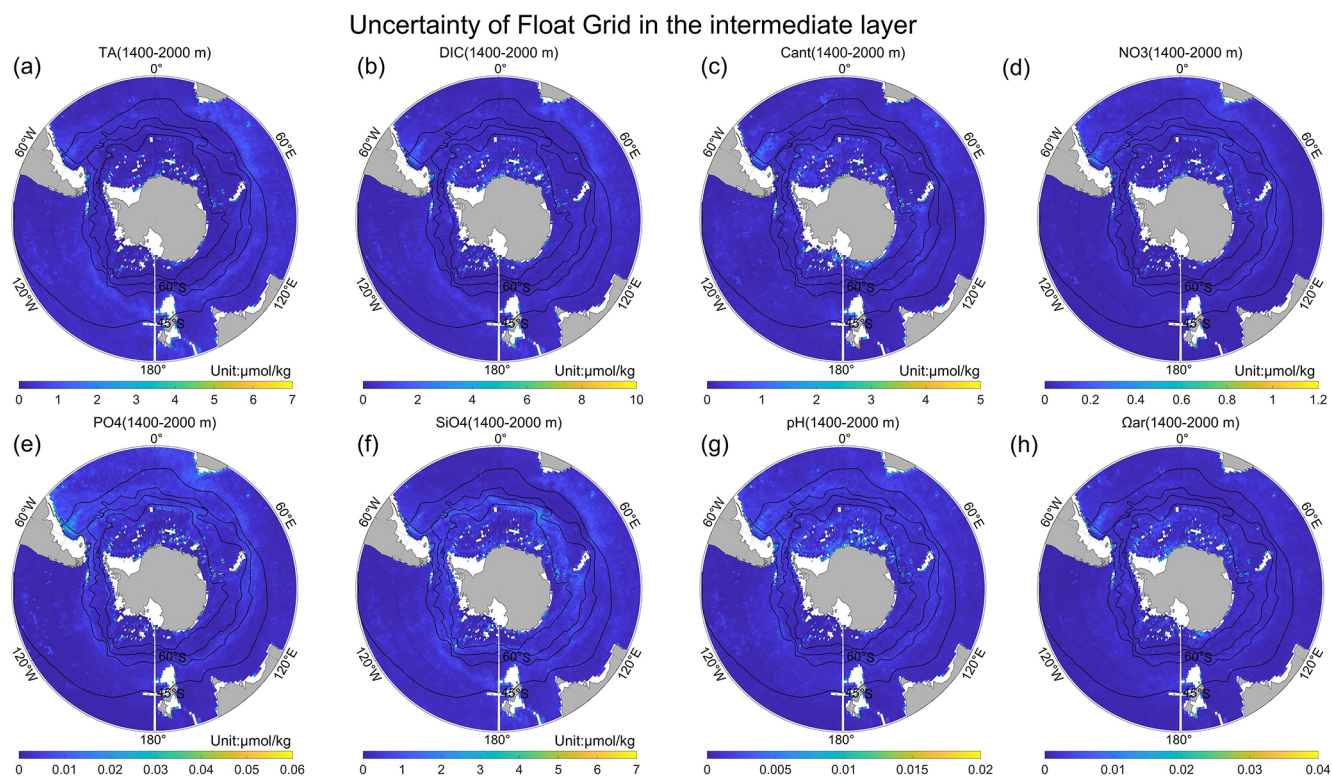 Uncertainty of Float Grid in the intermediate layer
(a)
TA(1400-2000 m)
0°
60°W
60°E
120°W
120°E
60°S
45°S
180°
Unit:μmol/kg
0 1 2 3 4 5 6 7
(b)
DIC(1400-2000 m)
0°
60°W
60°E
120°W
120°E
60°S
45°S
180°
Unit:μmol/kg
0 2 4 6 8 10
(c)
Cant(1400-2000 m)
0°
60°W
60°E
120°W
120°E
60°S
45°S
180°
Unit:μmol/kg
0 1 2 3 4 5
(d)
NO3(1400-2000 m)
0°
60°W
60°E
120°W
120°E
60°S
45°S
180°
Unit:μmol/kg
0 0.2 0.4 0.6 0.8 1 1.2
(e)
PO4(1400-2000 m)
0°
60°W
60°E
120°W
120°E
60°S
45°S
180°
Unit:μmol/kg
0 0.01 0.02 0.03 0.04 0.05 0.06
(f)
SiO4(1400-2000 m)
0°
60°W
60°E
120°W
120°E
60°S
45°S
180°
Unit:μmol/kg
0 1 2 3 4 5 6 7
(g)
pH(1400-2000 m)
0°
60°W
60°E
120°W
120°E
60°S
45°S
180°
0 0.005 0.01 0.015 0.02
(h)
Ωar(1400-2000 m)
0°
60°W
60°E
120°W
120°E
60°S
45°S
180°
0 0.01 0.02 0.03 0.04